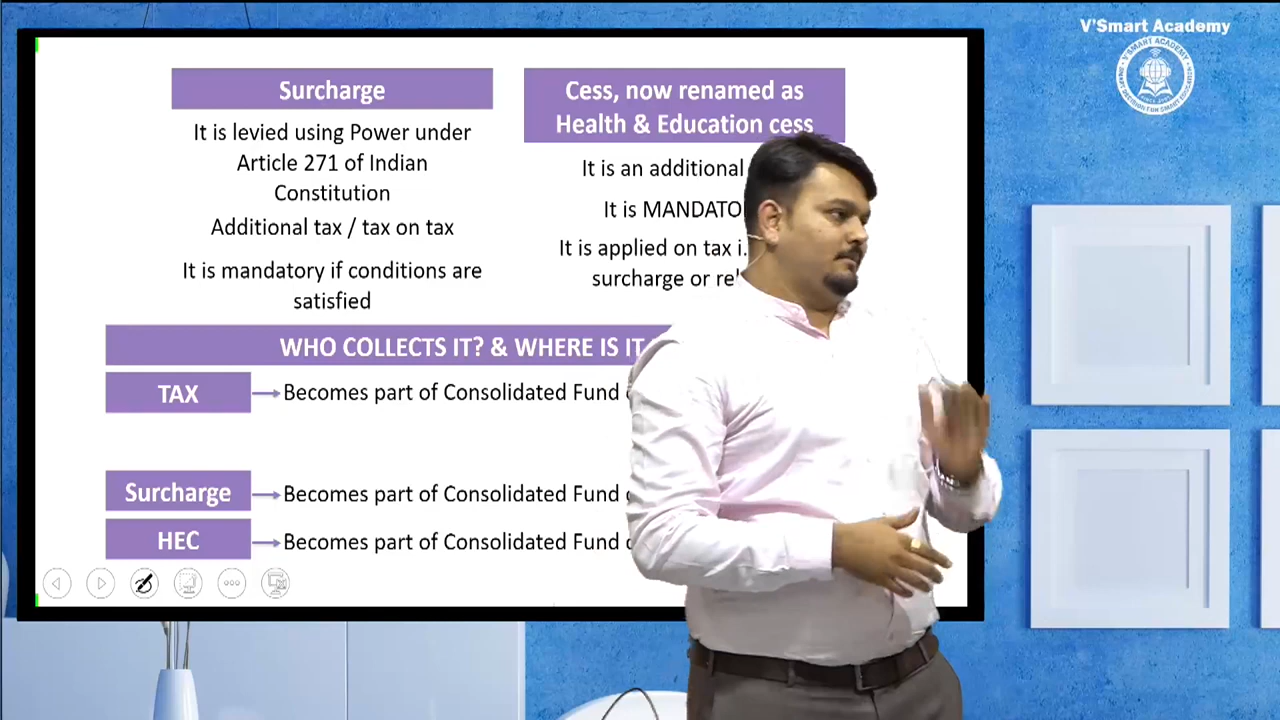 V'Smart Academy
V'SMART ACADEMY
Surcharge
It is levied using Power under
Article 271 of Indian
Constitution
Additional tax / tax on tax
It is mandatory if conditions are
satisfied
Cess, now renamed as
Health & Education cess
It is an additional
It is
It is applied on tax
surcharge or
WHO COLLECTS IT? & WHERE IS IT
TAX
Becomes part of Consolidated Fund
Surcharge
Becomes part of Consolidated Fund
HEC
Becomes part of Consolidated Fund